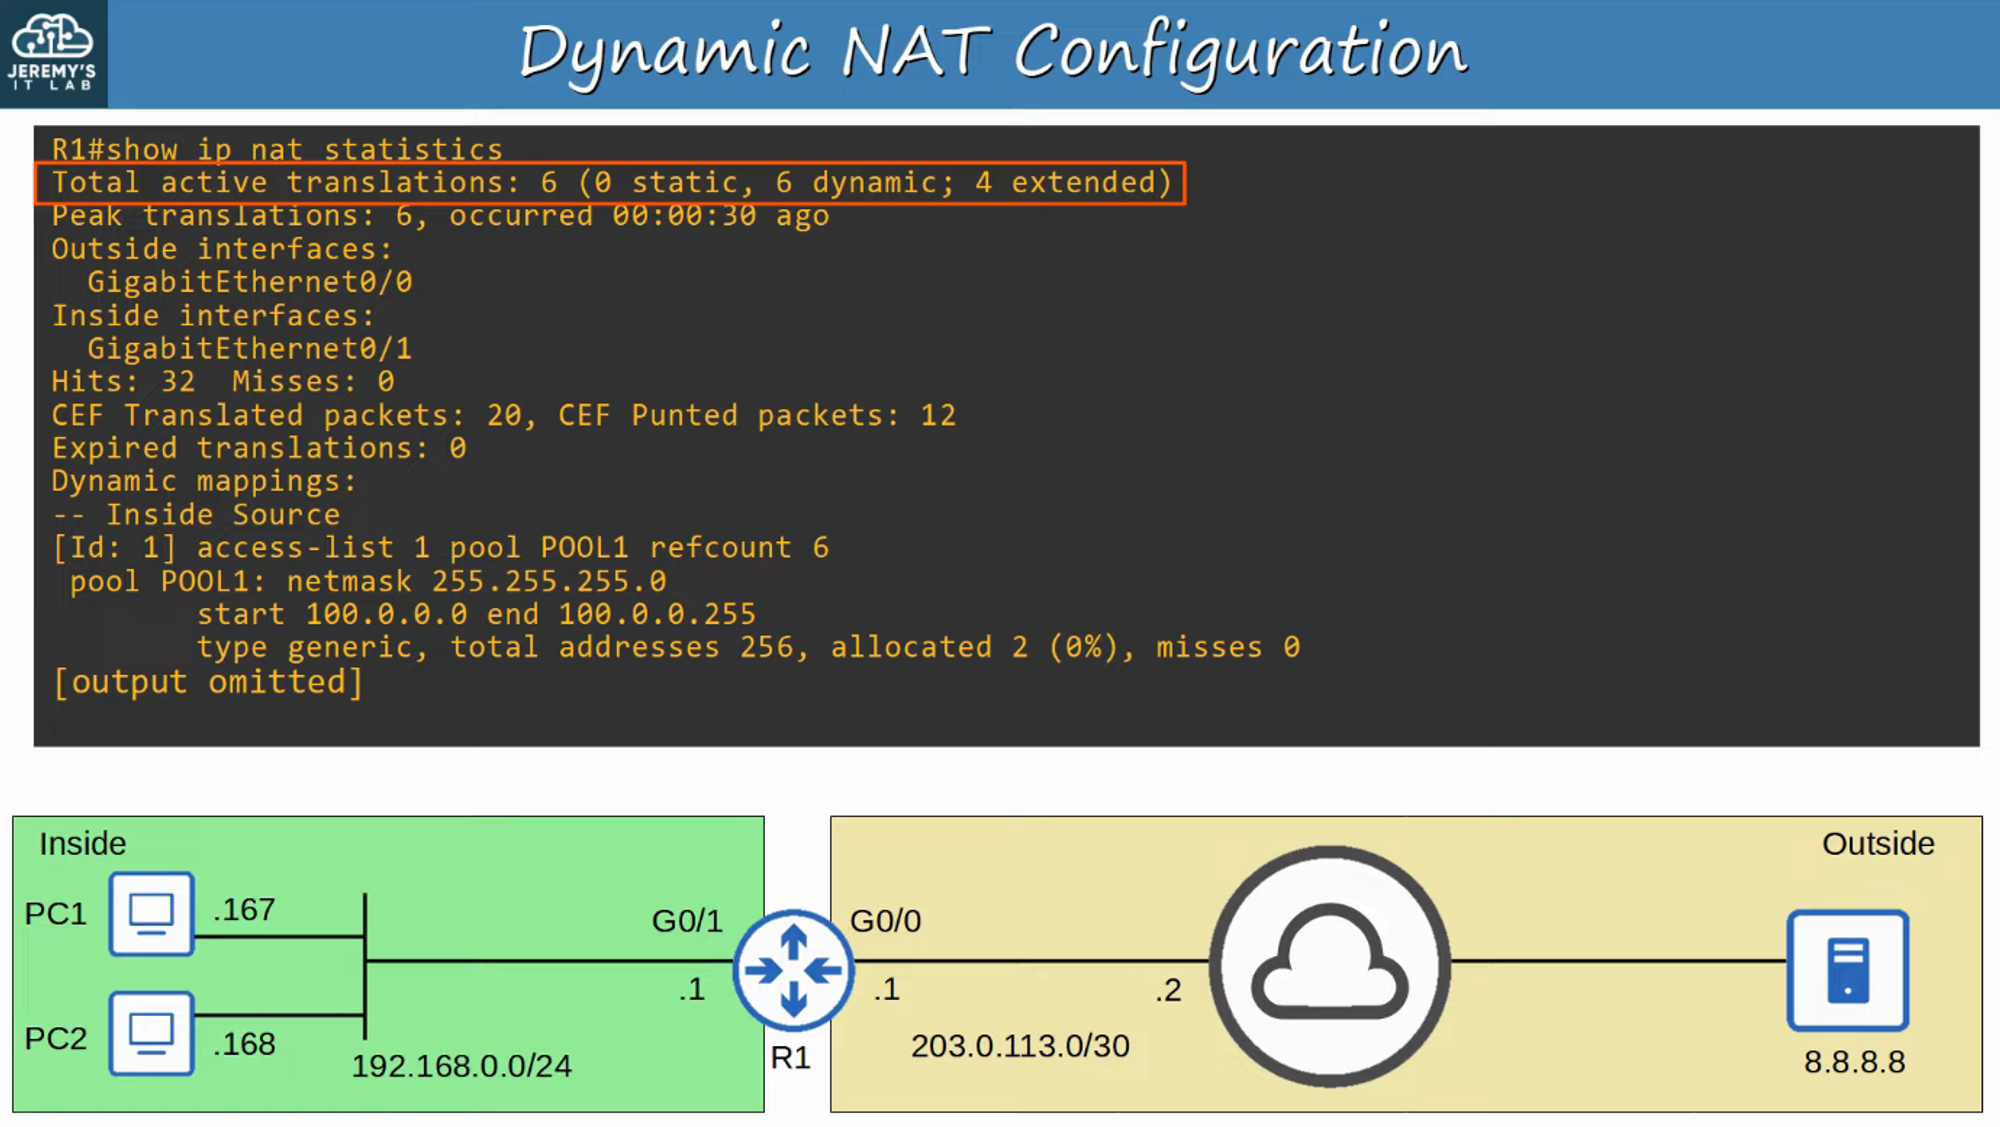 JEREMY'S
IT LAB
Dynamic NAT Configuration
R1#show ip nat statistics
Total active translations: 6 (0 static, 6 dynamic; 4 extended)
Peak translations: 6, occurred 00:00:30 ago
Outside interfaces:
  GigabitEthernet0/0
Inside interfaces:
  GigabitEthernet0/1
Hits: 32  Misses: 0
CEF Translated packets: 20, CEF Punted packets: 12
Expired translations: 0
Dynamic mappings:
-- Inside Source
[Id: 1] access-list 1 pool POOL1 refcount 6
 pool POOL1: netmask 255.255.255.0
        start 100.0.0.0 end 100.0.0.255
        type generic, total addresses 256, allocated 2 (0%), misses 0
[output omitted]
Inside
PC1
.167
PC2
.168
192.168.0.0/24
G0/1
.1
R1
G0/0
.1
.2
203.0.113.0/30
Outside
8.8.8.8